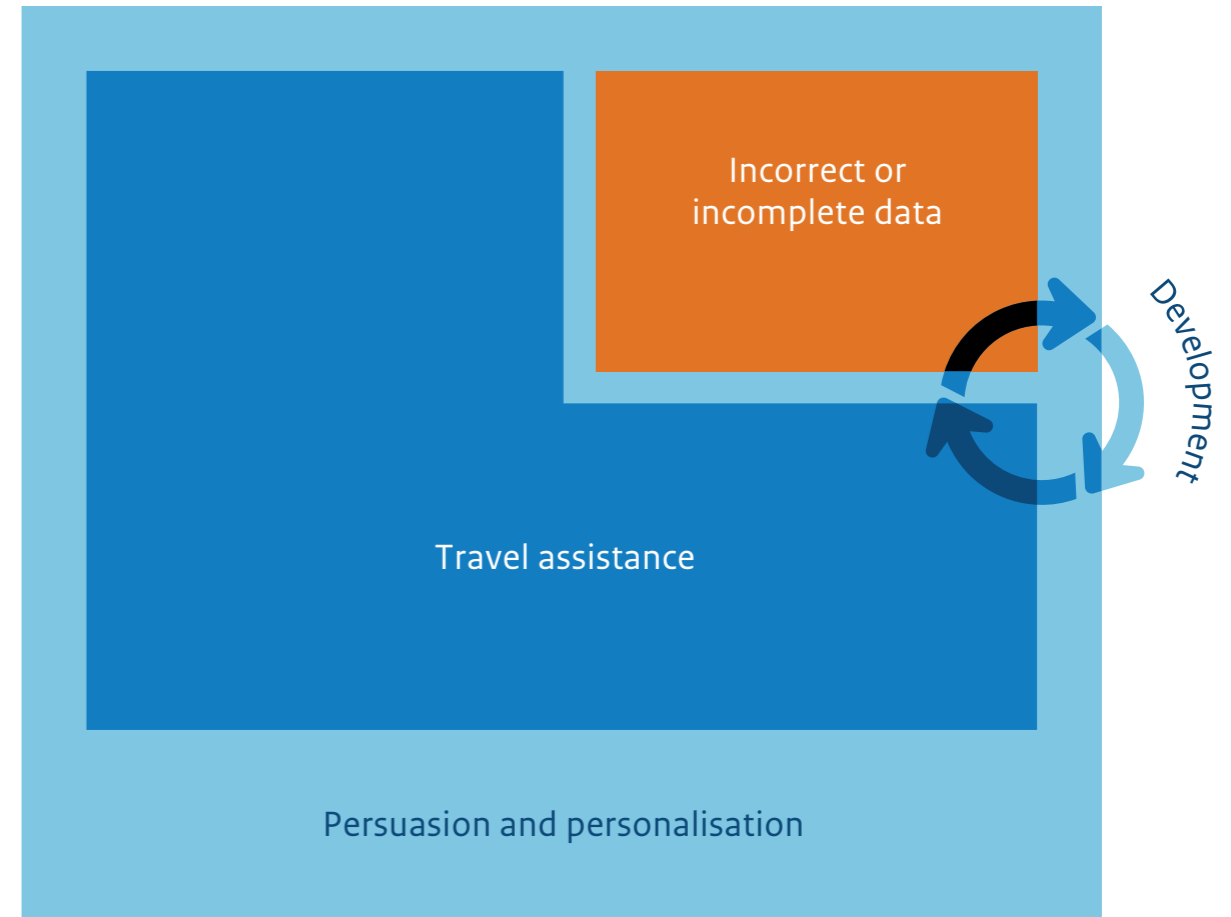 Incorrect or
incomplete data
Development
Travel assistance
Persuasion and personalisation